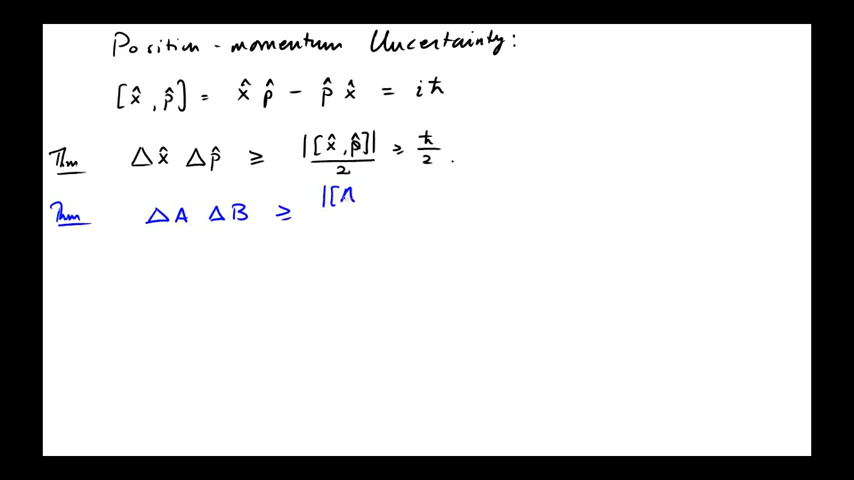 Position - momentum Uncertainty:
[x̂, p̂] = x̂ p̂ - p̂ x̂ = iħ
Thm Δx̂ Δp̂ ≥ |[x̂, p̂]|/2 ≥ ħ/2.
Thm ΔA ΔB ≥ |[A